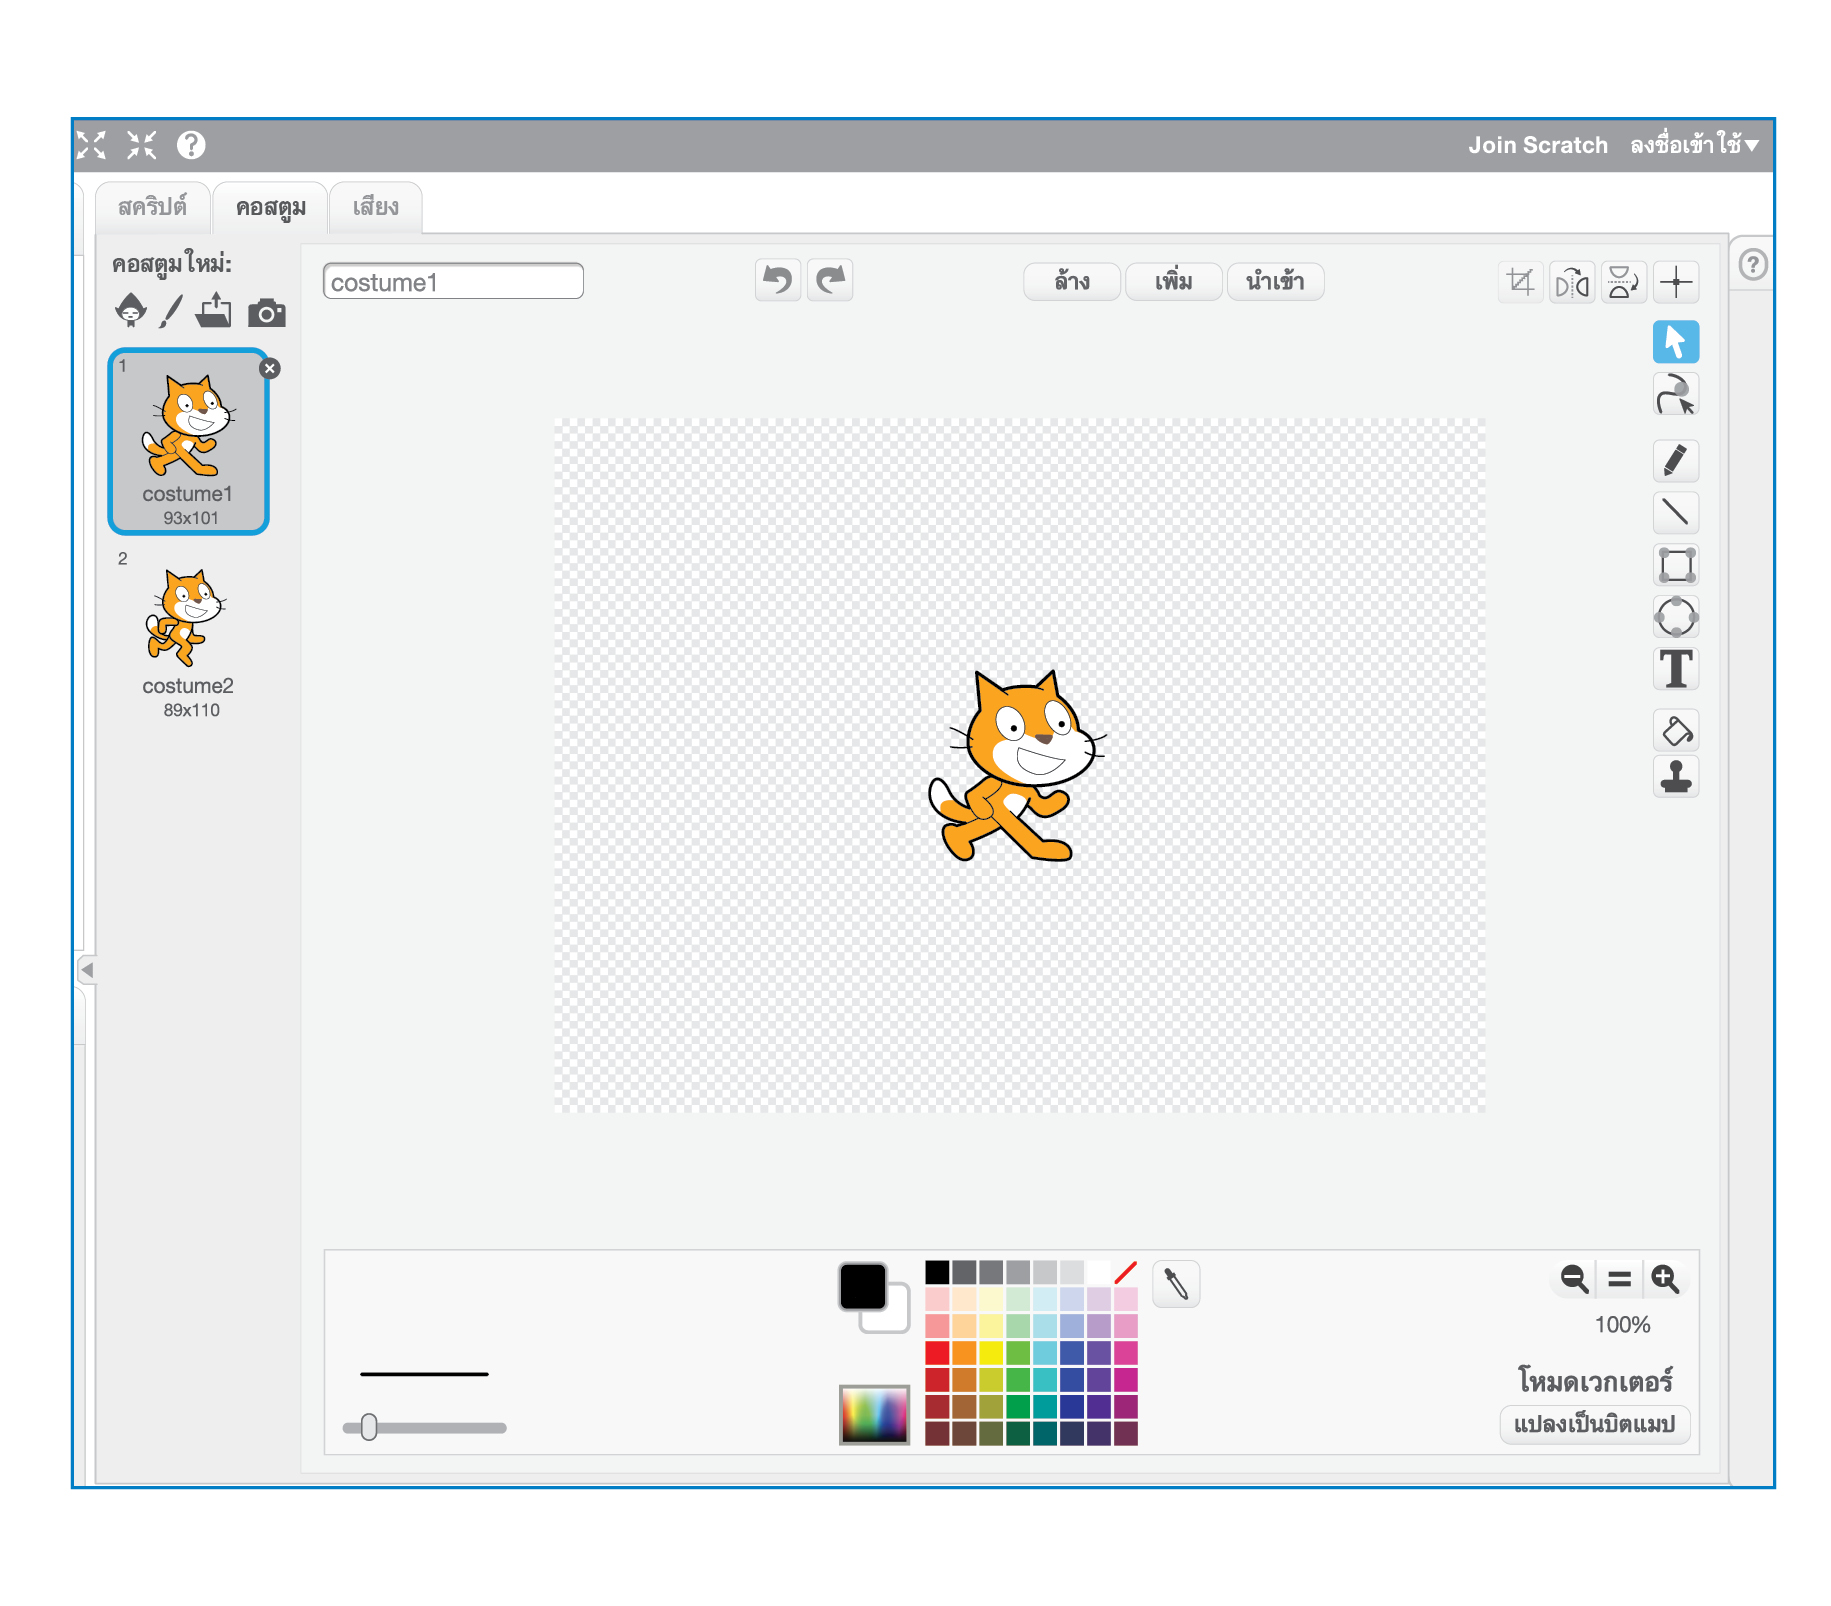 Join Scratch ลงชื่อเข้าใช้
สคริปต์ คอสตูม เสียง
คอสตูมใหม่:
costume1
ล้าง เพิ่ม นำเข้า
1
costume1
93x101
2
costume2
89x110
T
100%
โหมดเวกเตอร์
แปลงเป็นบิตแมป